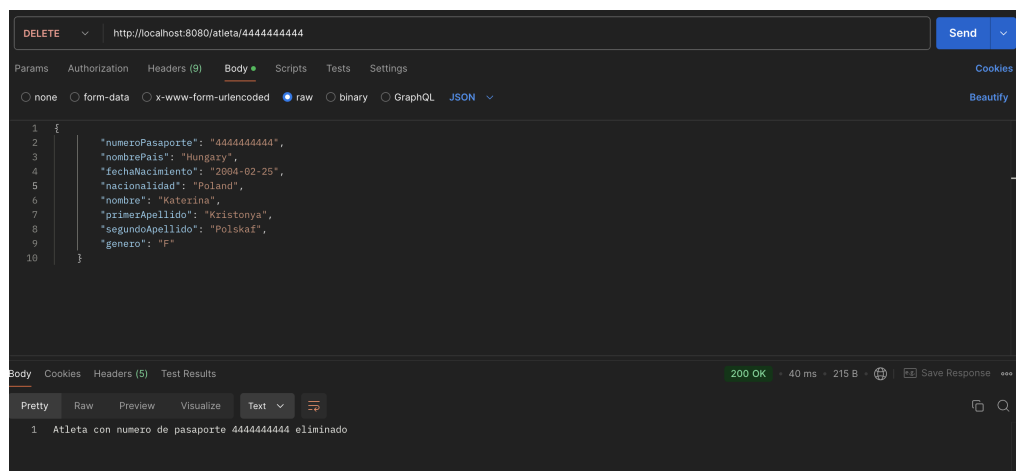 DELETE http://localhost:8080/atleta/4444444444 Send
Params Authorization Headers (9) Body Scripts Tests Settings Cookies
none form-data x-www-form-urlencoded raw binary GraphQL JSON Beautify
1 {
2 "numeroPasaporte": "4444444444",
3 "nombrePais": "Hungary",
4 "fechaNacimiento": "2004-02-25",
5 "nacionalidad": "Poland",
6 "nombre": "Katerina",
7 "primerApellido": "Kristonya",
8 "segundoApellido": "Polskaf",
9 "genero": "F"
10 }
Body Cookies Headers (5) Test Results 200 OK 40 ms 215 B Save Response
Pretty Raw Preview Visualize Text
1 Atleta con numero de pasaporte 4444444444 eliminado